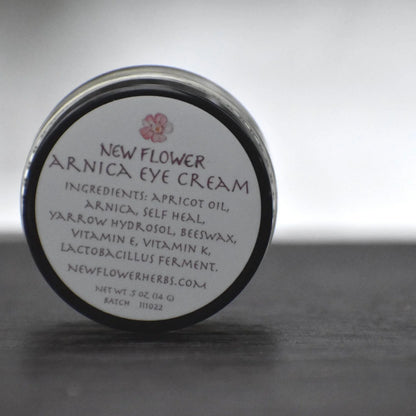 NEW FLOWER
ARNICA EYE CREAM
INGREDIENTS: APRICOT OIL,
ARNICA, SELF HEAL,
YARROW HYDROSOL, BEESWAX,
VITAMIN E, VITAMIN K,
LACTOBACILLUS FERMENT.
NEWFLOWERHERBS.COM
NET WT .5 OZ (14 G)
BATCH 111022